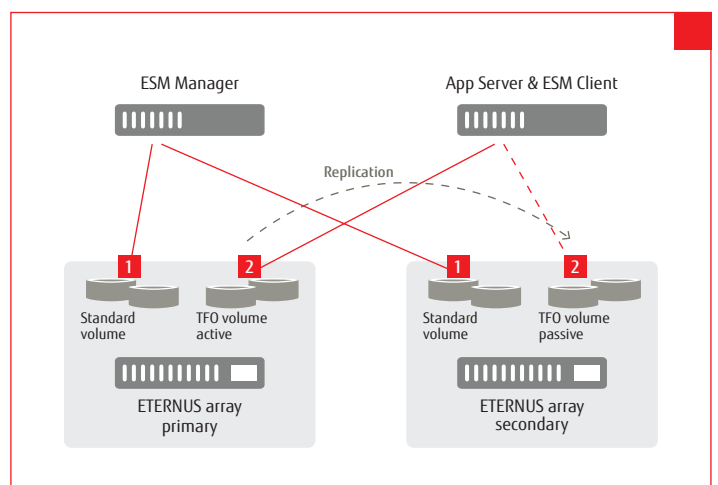 ESM Manager
App Server & ESM Client
Replication
1
2
1
2
Standard
volume
TFO volume
active
Standard
volume
TFO volume
passive
ETERNUS array
primary
ETERNUS array
secondary